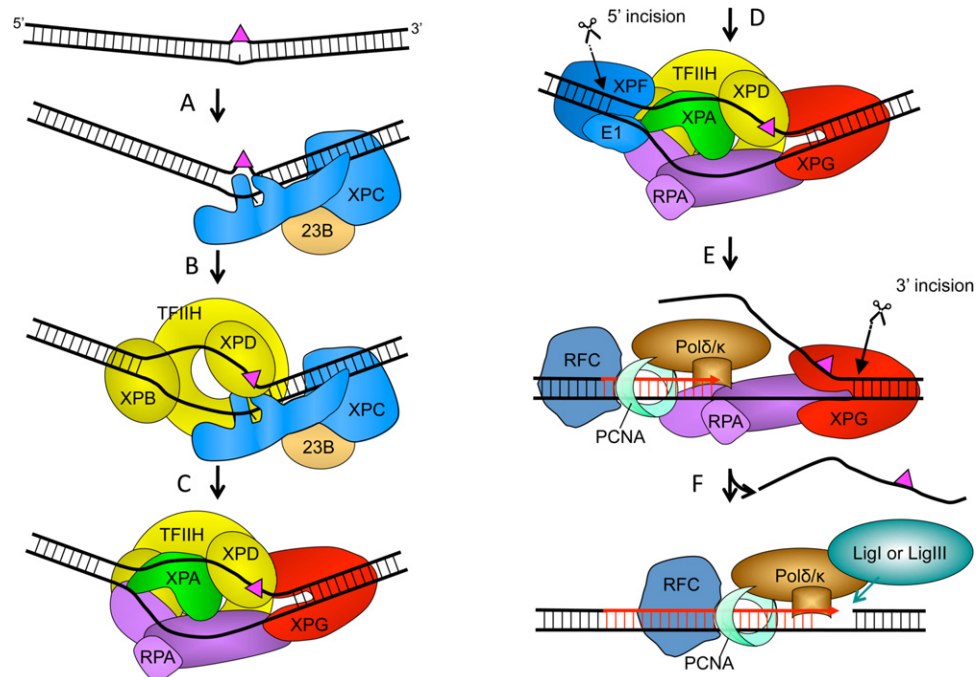 5’
3’
A
XPC
23B
B
TFIIH
XPD
XPB
XPC
23B
C
TFIIH
XPD
XPA
XPG
RPA
D
5’ incision
XPF
TFIIH
XPD
XPA
E1
XPG
RPA
E
3’ incision
Polδ/κ
RFC
RPA
XPG
PCNA
F
LigI or LigIII
Polδ/κ
RFC
PCNA